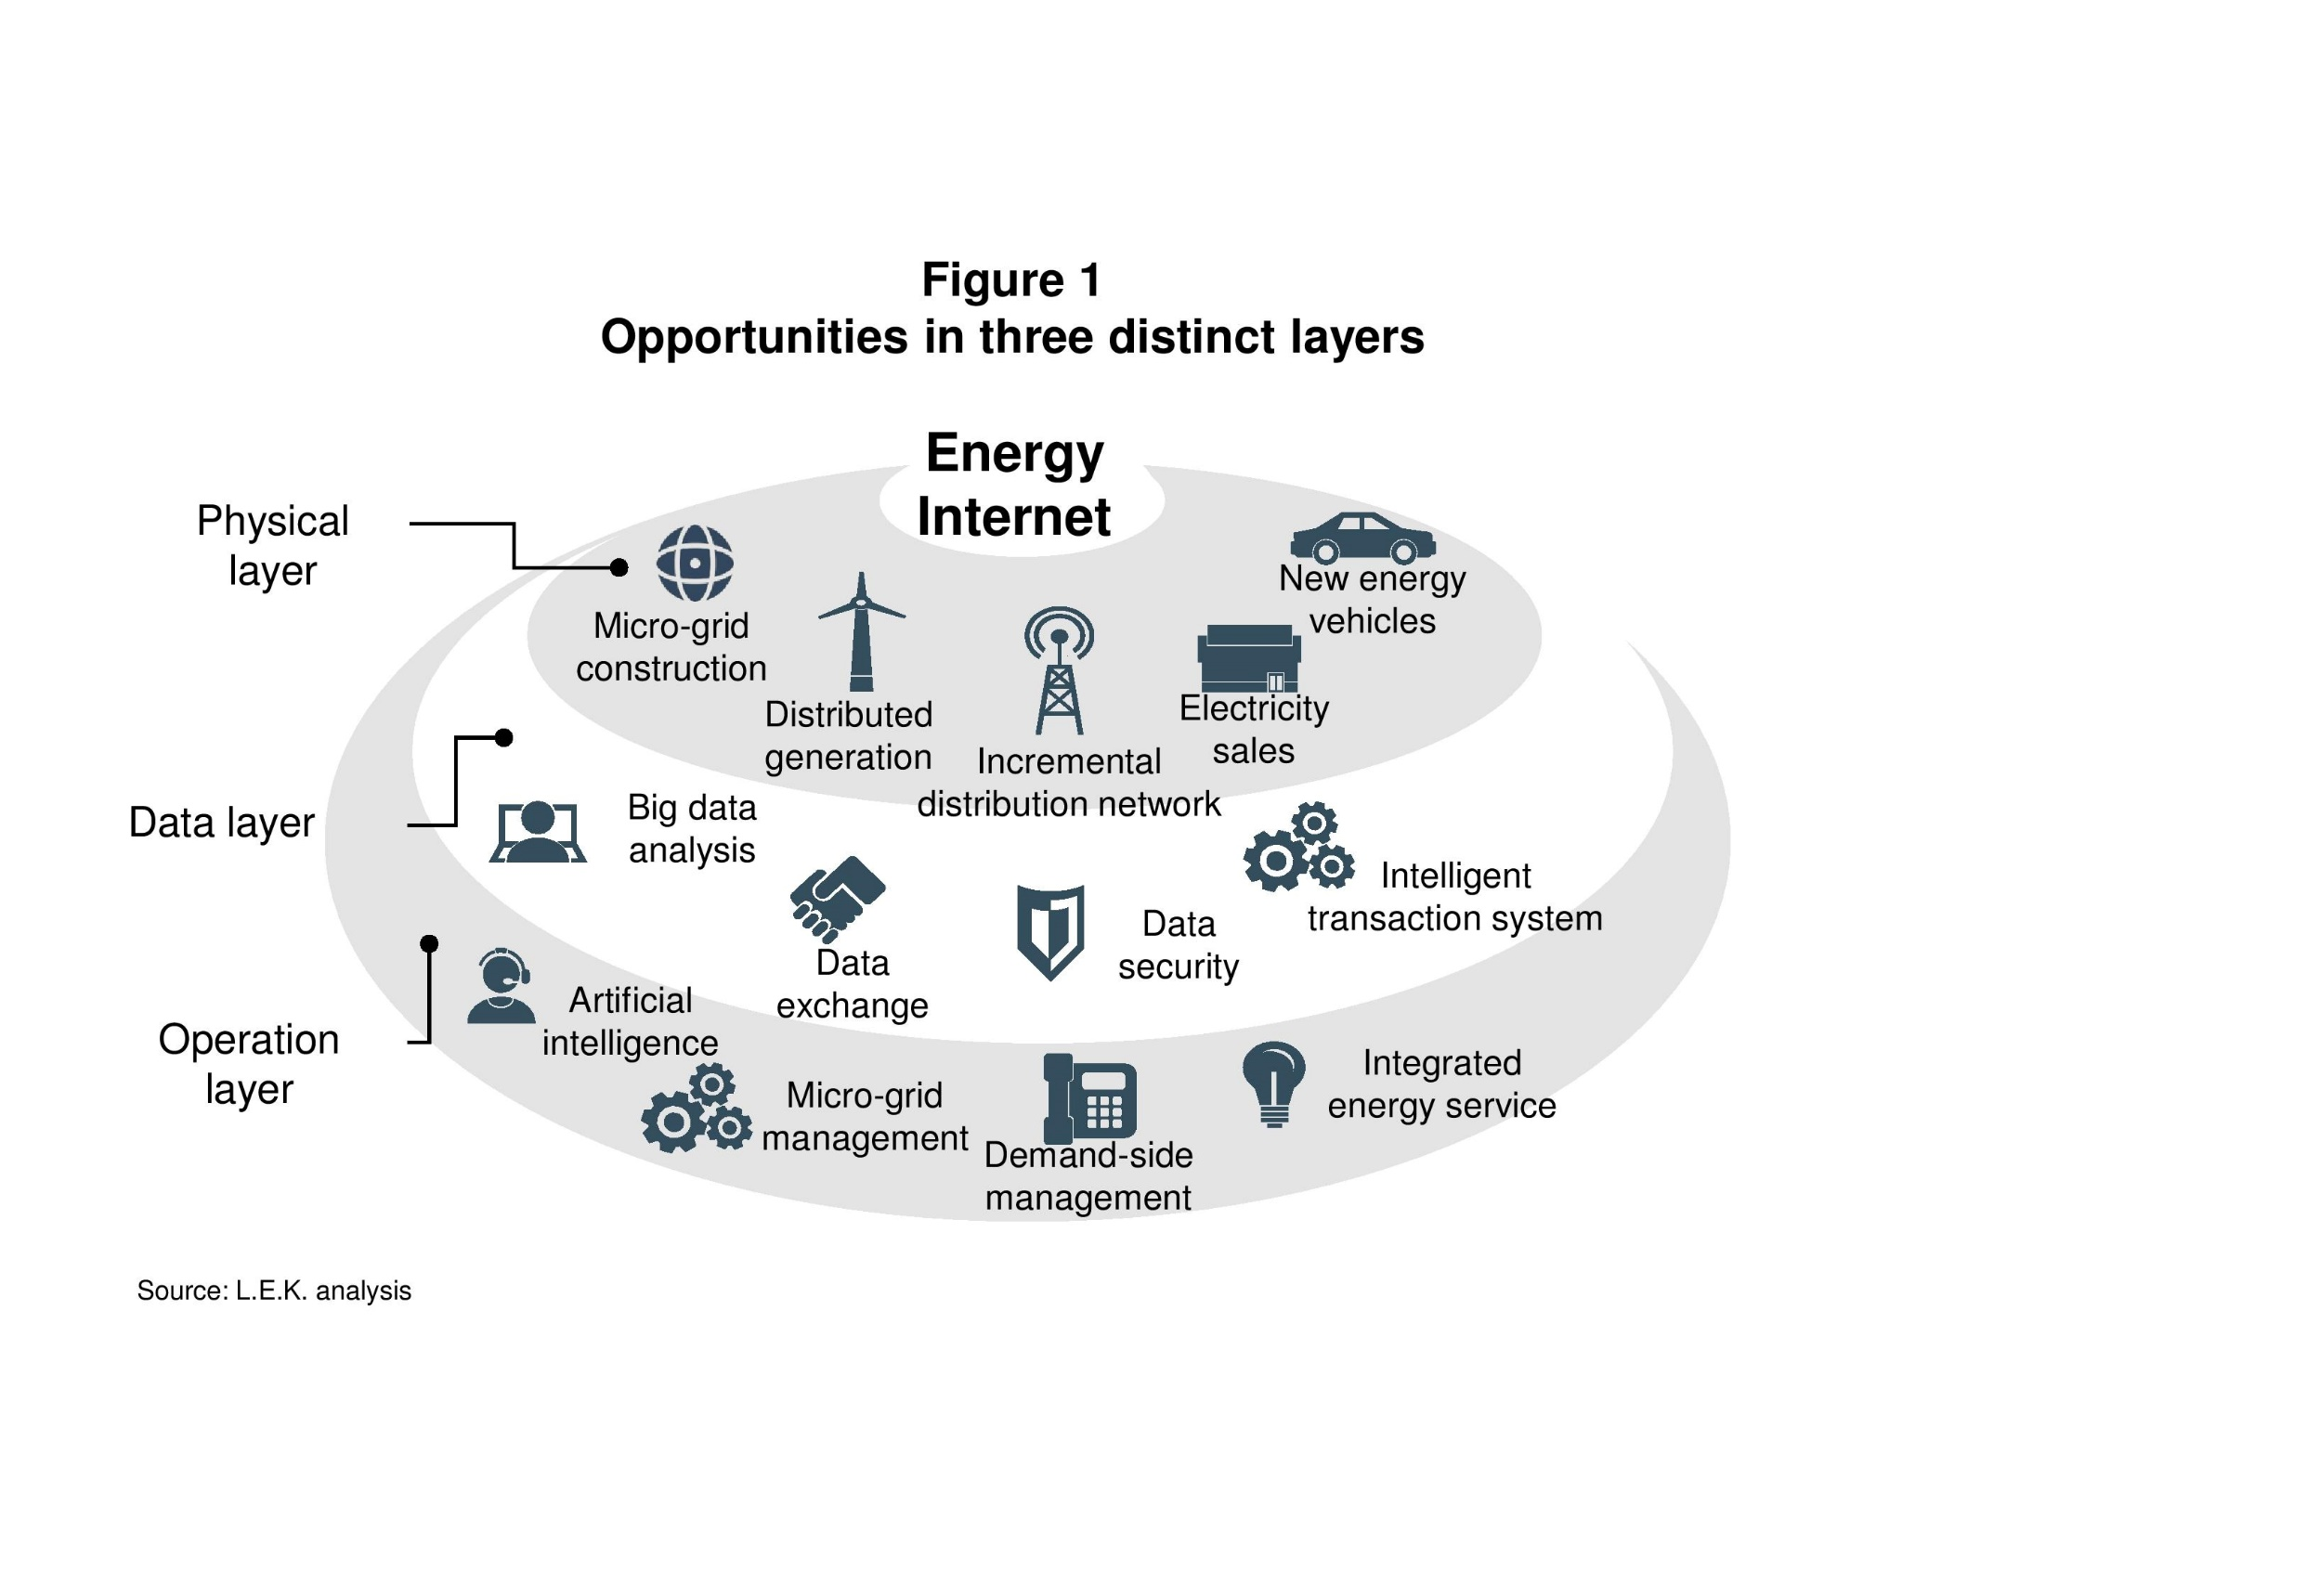 Figure 1
Opportunities in three distinct layers
Energy
Internet
Physical
layer
Micro-grid
construction
Distributed
generation
Incremental
distribution network
Electricity
sales
New energy
vehicles
Data layer
Big data
analysis
Data
exchange
Data
security
Intelligent
transaction system
Operation
layer
Artificial
intelligence
Micro-grid
management
Demand-side
management
Integrated
energy service
Source: L.E.K. analysis